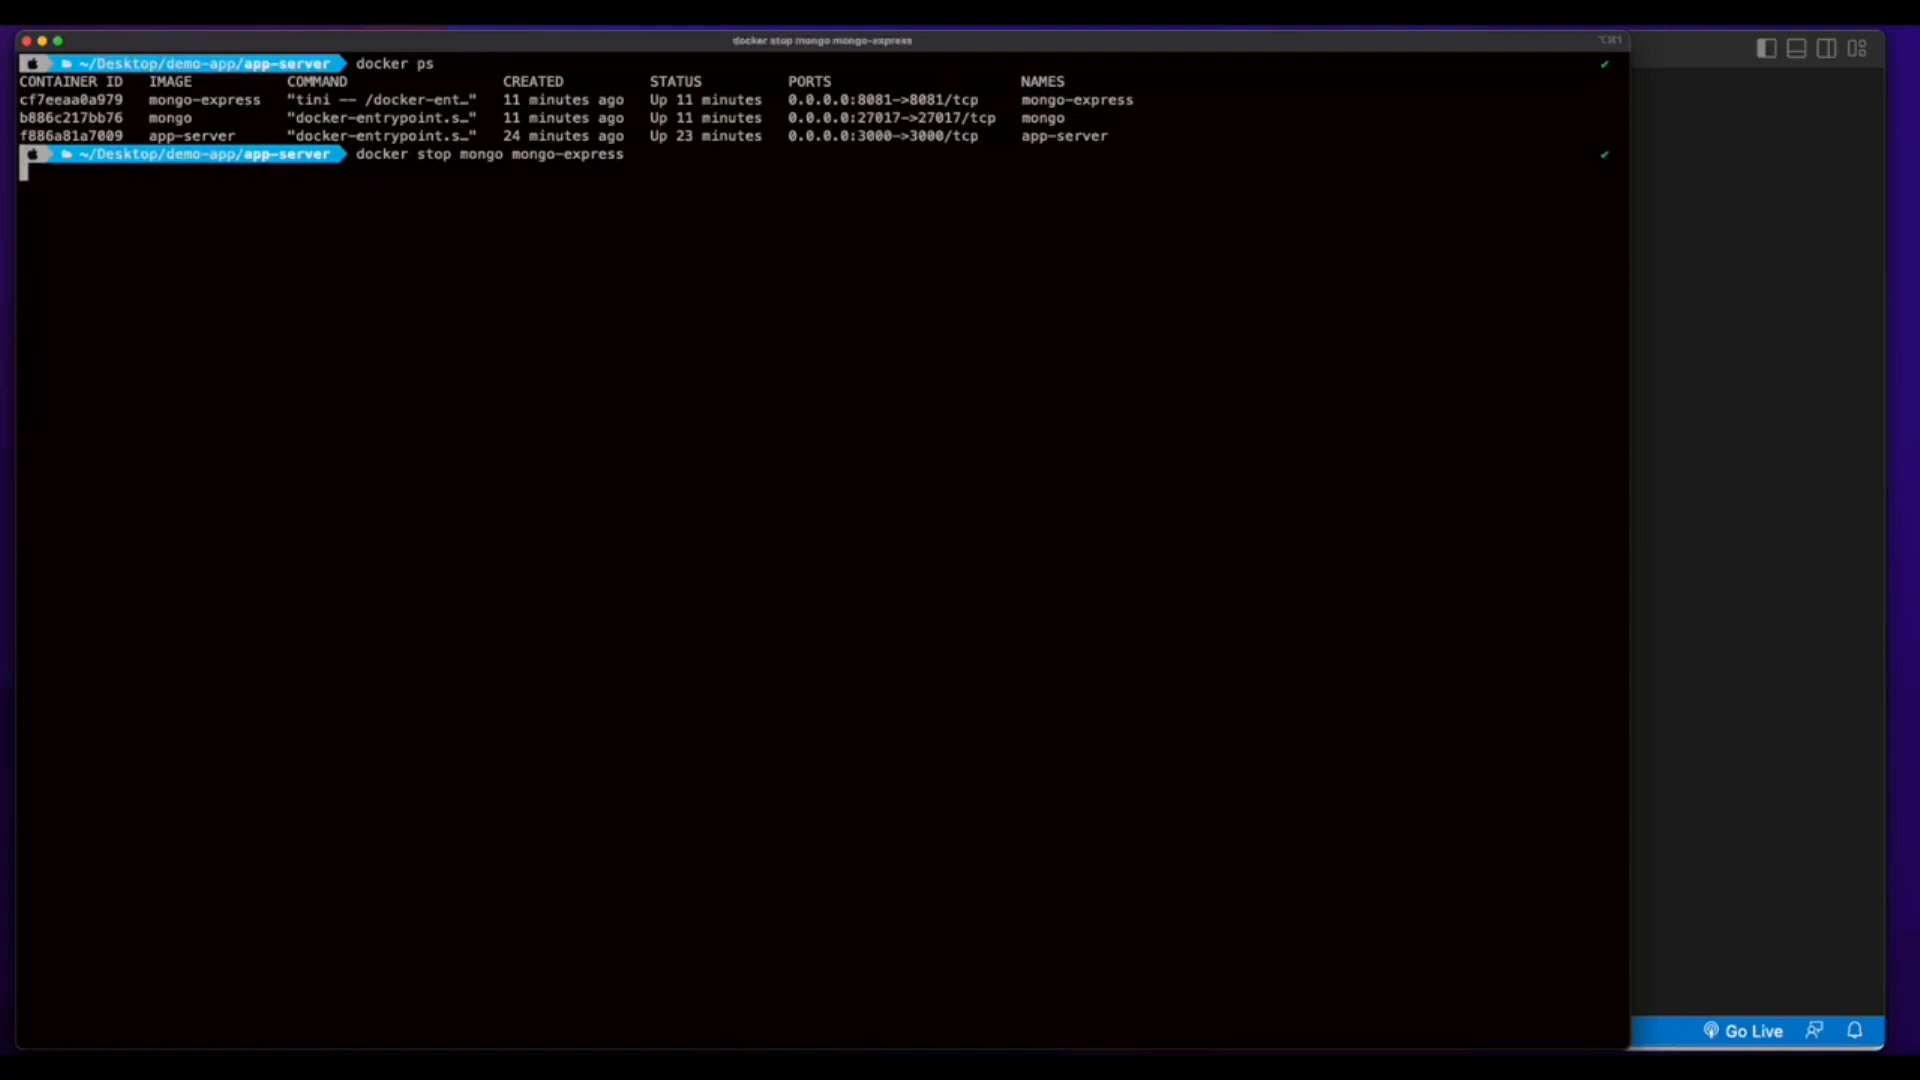 docker stop mongo mongo-express
⌥⌘1
~/Desktop/demo-app/app-server docker ps ✔
CONTAINER ID IMAGE COMMAND CREATED STATUS PORTS NAMES
cf7eeaa0a979 mongo-express "tini -- /docker-ent…" 11 minutes ago Up 11 minutes 0.0.0.0:8081->8081/tcp mongo-express
b886c217bb76 mongo "docker-entrypoint.s…" 11 minutes ago Up 11 minutes 0.0.0.0:27017->27017/tcp mongo
f886a81a7009 app-server "docker-entrypoint.s…" 24 minutes ago Up 23 minutes 0.0.0.0:3000->3000/tcp app-server
~/Desktop/demo-app/app-server docker stop mongo mongo-express ✔
Go Live